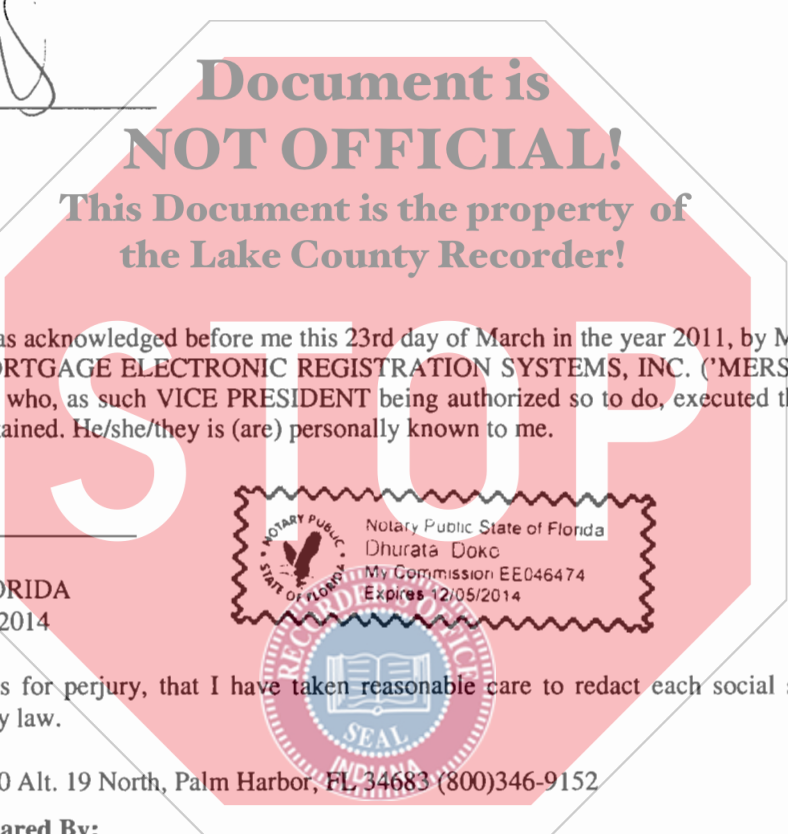 Document is
NOT OFFICIAL!
This Document is the property of
the Lake County Recorder!
STOP
as acknowledged before me this 23rd day of March in the year 2011, by M
ORTGAGE ELECTRONIC REGISTRATION SYSTEMS, INC. ('MERS
who, as such VICE PRESIDENT being authorized so to do, executed th
tained. He/she/they is (are) personally known to me.
NOTARY PUBLIC
STATE OF FLORIDA
Notary Public State of Florida
Dhurata Doko
My Commission EE046474
Expires 12/05/2014
ORIDA
2014
RECORDER'S OFFICE
SEAL
INDIANA
s for perjury, that I have taken reasonable care to redact each social s
y law.
0 Alt. 19 North, Palm Harbor, FL 34683 (800)346-9152
ared By: